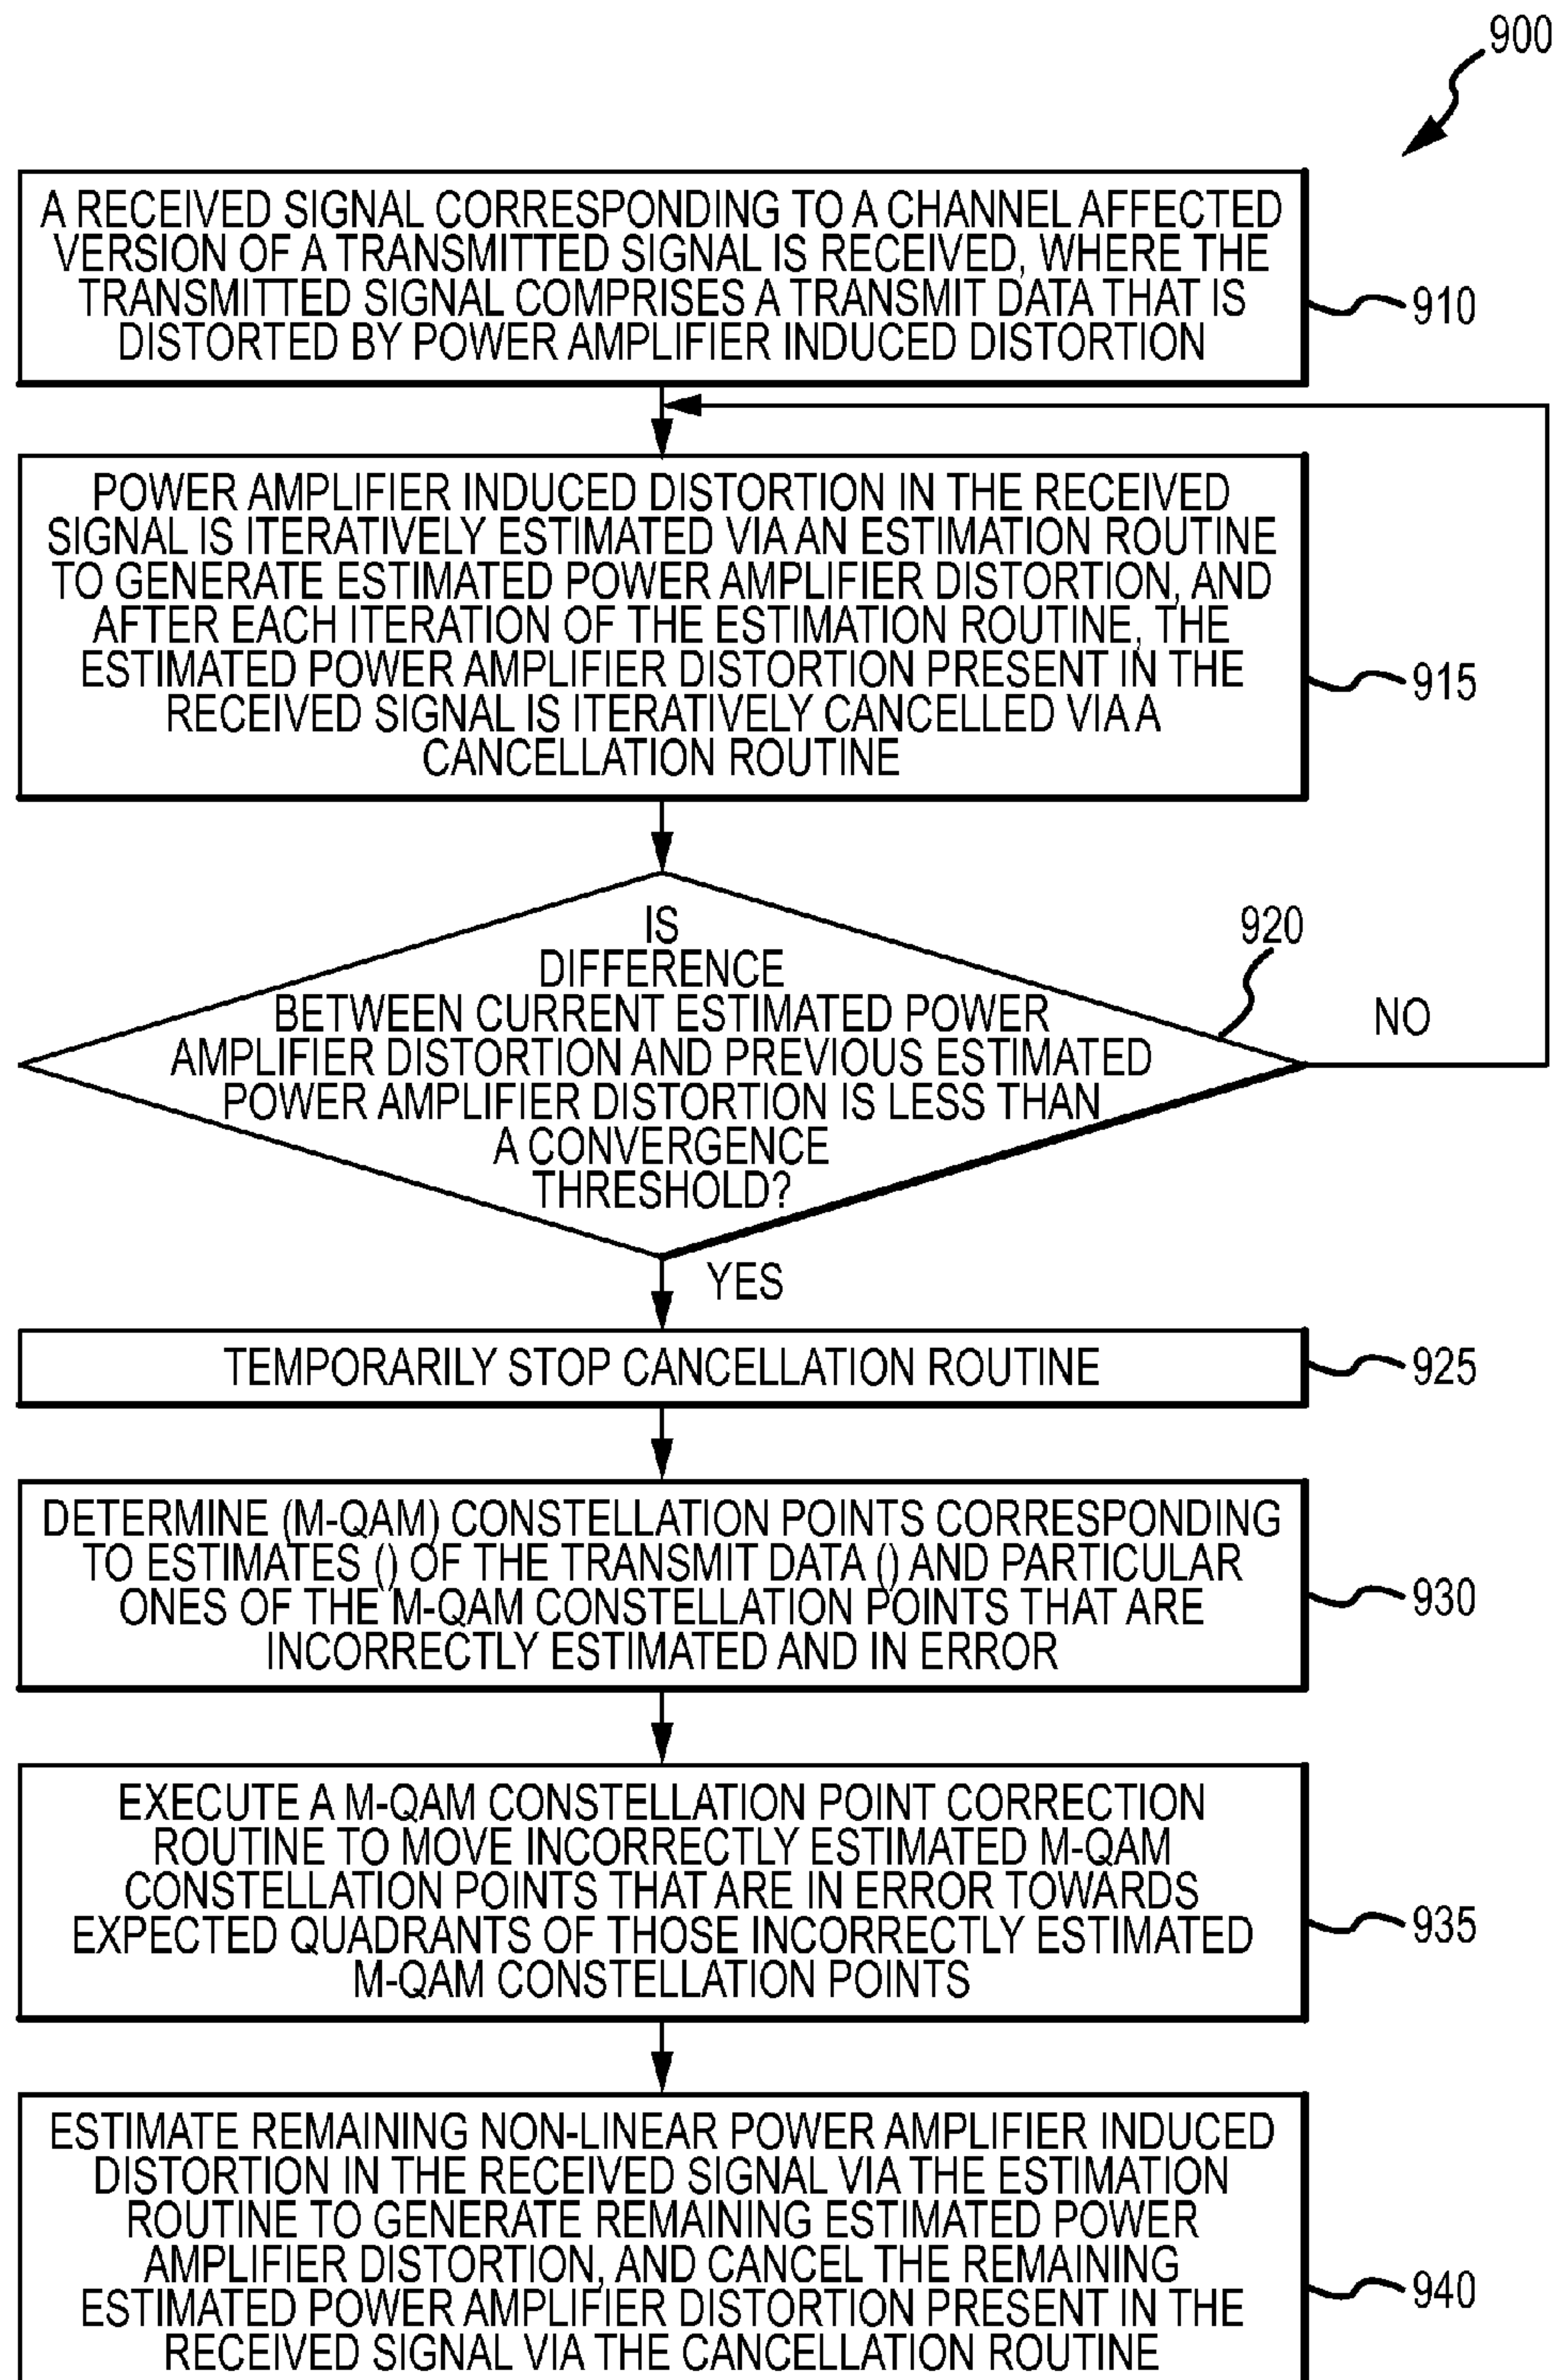 900
A RECEIVED SIGNAL CORRESPONDING TO A CHANNEL AFFECTED
VERSION OF A TRANSMITTED SIGNAL IS RECEIVED, WHERE THE
TRANSMITTED SIGNAL COMPRISES A TRANSMIT DATA THAT IS
DISTORTED BY POWER AMPLIFIER INDUCED DISTORTION
910
POWER AMPLIFIER INDUCED DISTORTION IN THE RECEIVED
SIGNAL IS ITERATIVELY ESTIMATED VIA AN ESTIMATION ROUTINE
TO GENERATE ESTIMATED POWER AMPLIFIER DISTORTION, AND
AFTER EACH ITERATION OF THE ESTIMATION ROUTINE, THE
ESTIMATED POWER AMPLIFIER DISTORTION PRESENT IN THE
RECEIVED SIGNAL IS ITERATIVELY CANCELLED VIA A
CANCELLATION ROUTINE
915
IS
DIFFERENCE
BETWEEN CURRENT ESTIMATED POWER
AMPLIFIER DISTORTION AND PREVIOUS ESTIMATED
POWER AMPLIFIER DISTORTION IS LESS THAN
A CONVERGENCE
THRESHOLD?
920
NO
YES
TEMPORARILY STOP CANCELLATION ROUTINE
925
DETERMINE (M-QAM) CONSTELLATION POINTS CORRESPONDING
TO ESTIMATES () OF THE TRANSMIT DATA () AND PARTICULAR
ONES OF THE M-QAM CONSTELLATION POINTS THAT ARE
INCORRECTLY ESTIMATED AND IN ERROR
930
EXECUTE A M-QAM CONSTELLATION POINT CORRECTION
ROUTINE TO MOVE INCORRECTLY ESTIMATED M-QAM
CONSTELLATION POINTS THAT ARE IN ERROR TOWARDS
EXPECTED QUADRANTS OF THOSE INCORRECTLY ESTIMATED
M-QAM CONSTELLATION POINTS
935
ESTIMATE REMAINING NON-LINEAR POWER AMPLIFIER INDUCED
DISTORTION IN THE RECEIVED SIGNAL VIA THE ESTIMATION
ROUTINE TO GENERATE REMAINING ESTIMATED POWER
AMPLIFIER DISTORTION, AND CANCEL THE REMAINING
ESTIMATED POWER AMPLIFIER DISTORTION PRESENT IN THE
RECEIVED SIGNAL VIA THE CANCELLATION ROUTINE
940